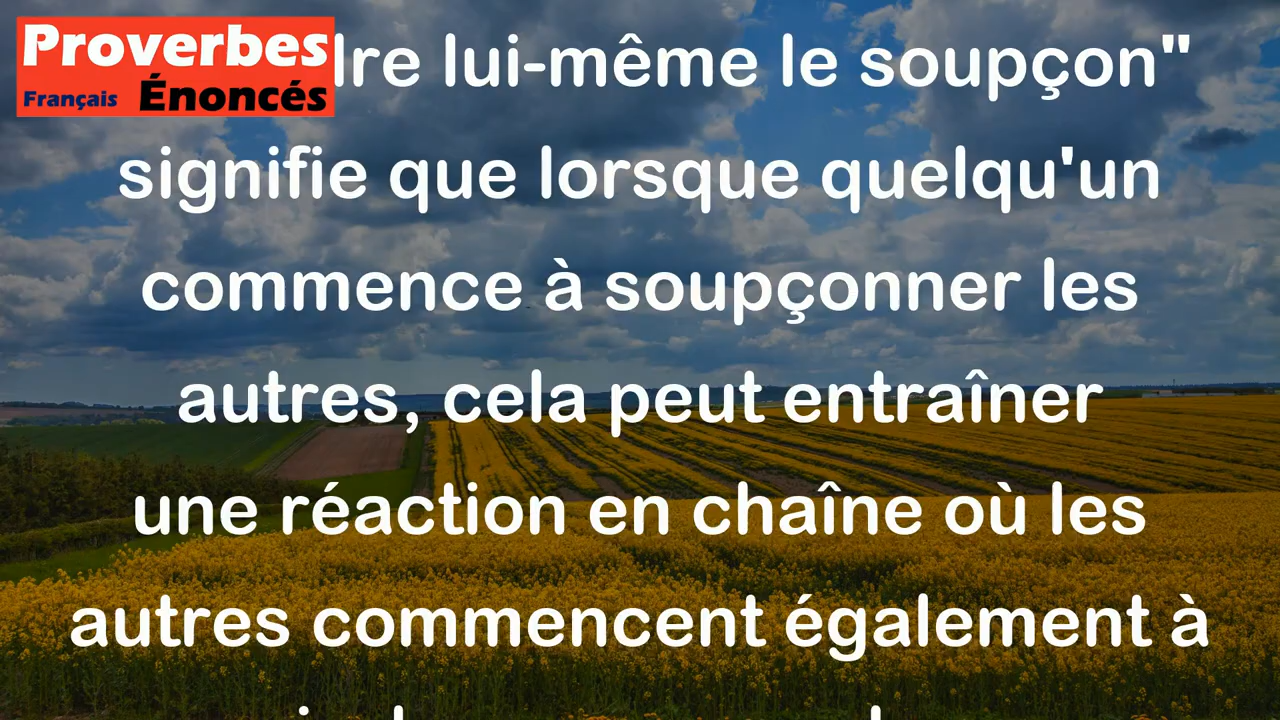 Proverbes
Français Énoncés
lui-même le soupçon"
signifie que lorsque quelqu'un
commence à soupçonner les
autres, cela peut entraîner
une réaction en chaîne où les
autres commencent également à